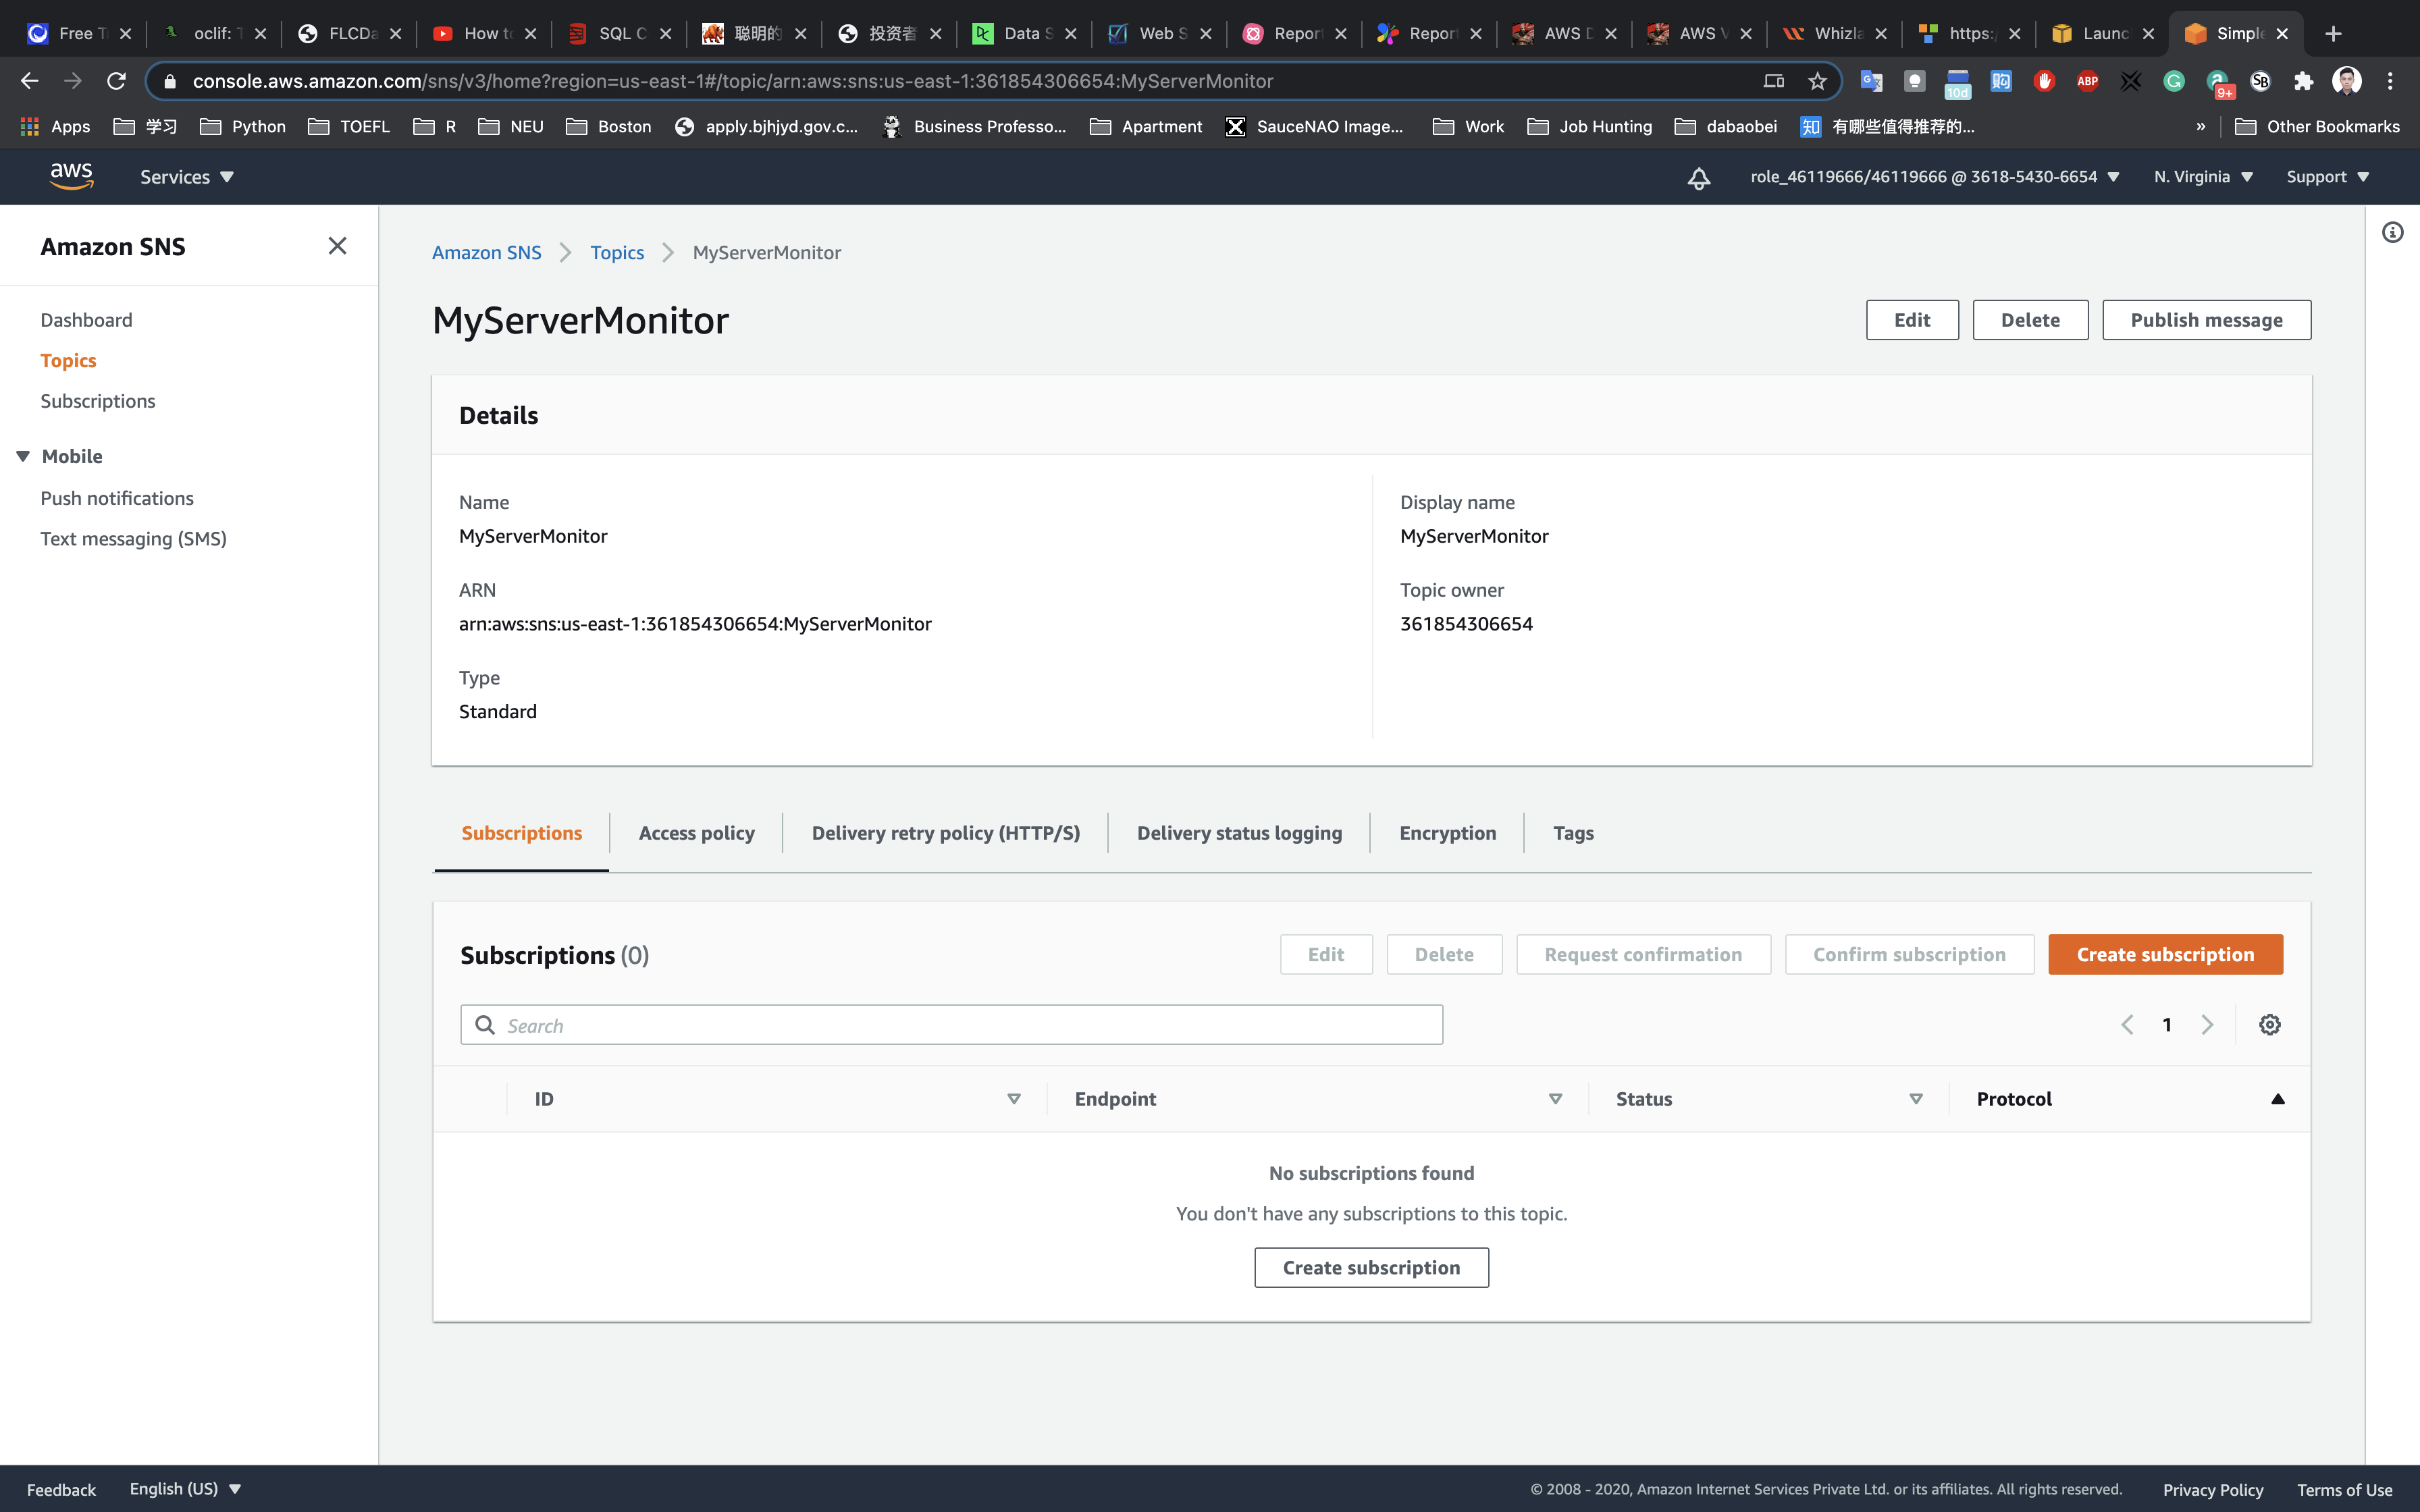 Free T oclif: T FLCDa How to SQL C 聪明的 投资者 Data S Web S Report Report AWS D AWS V Whizla https:/ Launc Simple
console.aws.amazon.com/sns/v3/home?region=us-east-1#/topic/arn:aws:sns:us-east-1:361854306654:MyServerMonitor 10d 购 ABP 9+ SB
Apps 学习 Python TOEFL R NEU Boston apply.bjhjyd.gov.c... Business Professo... Apartment SauceNAO Image... Work Job Hunting dabaobei 知 有哪些值得推荐的... » Other Bookmarks
aws Services role_46119666/46119666 @ 3618-5430-6654 N. Virginia Support
Amazon SNS
Dashboard
Topics
Subscriptions
Mobile
Push notifications
Text messaging (SMS)
Amazon SNS Topics MyServerMonitor
MyServerMonitor Edit Delete Publish message
Details
Name
MyServerMonitor
ARN
arn:aws:sns:us-east-1:361854306654:MyServerMonitor
Type
Standard
Display name
MyServerMonitor
Topic owner
361854306654
Subscriptions Access policy Delivery retry policy (HTTP/S) Delivery status logging Encryption Tags
Subscriptions (0) Edit Delete Request confirmation Confirm subscription Create subscription
Search 1
ID Endpoint Status Protocol
No subscriptions found
You don't have any subscriptions to this topic.
Create subscription
Feedback English (US) © 2008 - 2020, Amazon Internet Services Private Ltd. or its affiliates. All rights reserved. Privacy Policy Terms of Use